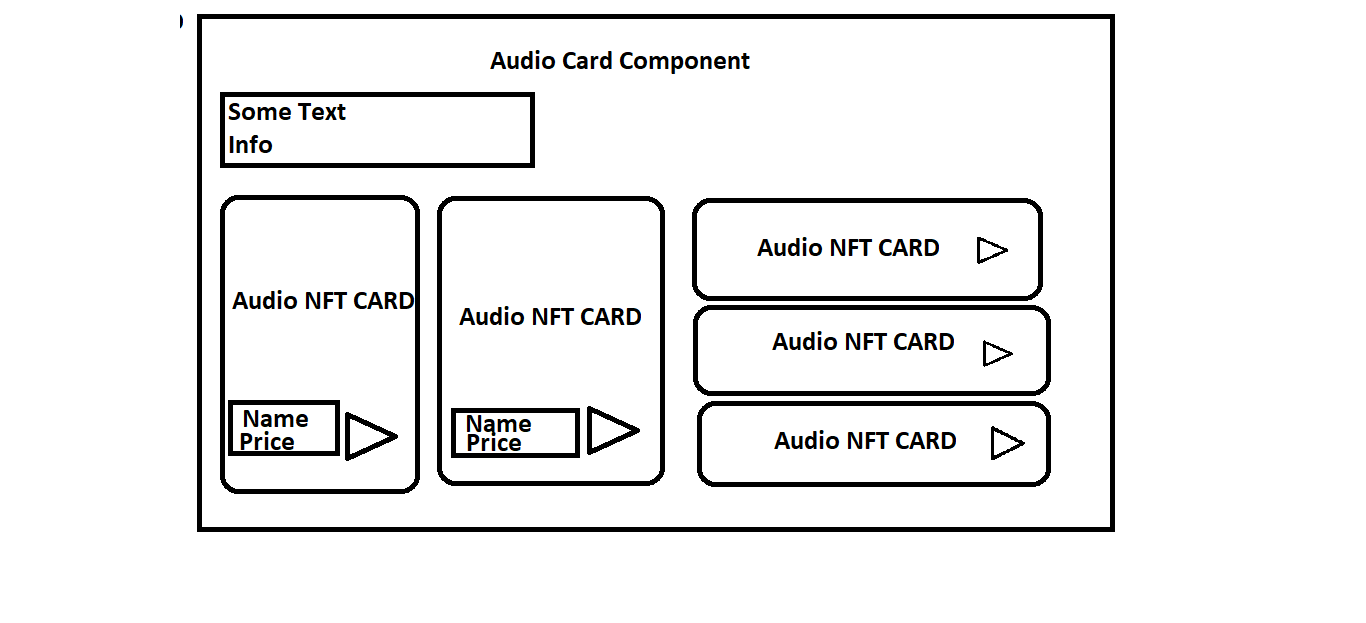 Audio Card Component
Some Text
Info
Audio NFT CARD
Name
Price
Audio NFT CARD
Name
Price
Audio NFT CARD
Audio NFT CARD
Audio NFT CARD